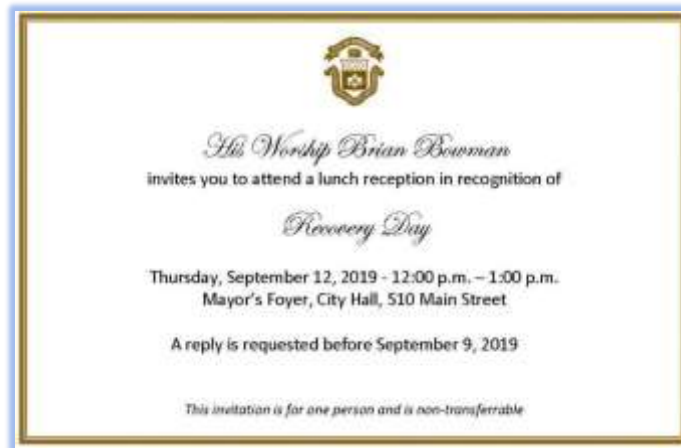 His Worship Brian Bowman
invites you to attend a lunch reception in recognition of
Recovery Day
Thursday, September 12, 2019 - 12:00 p.m. – 1:00 p.m.
Mayor's Foyer, City Hall, 510 Main Street
A reply is requested before September 9, 2019
This invitation is for one person and is non-transferrable